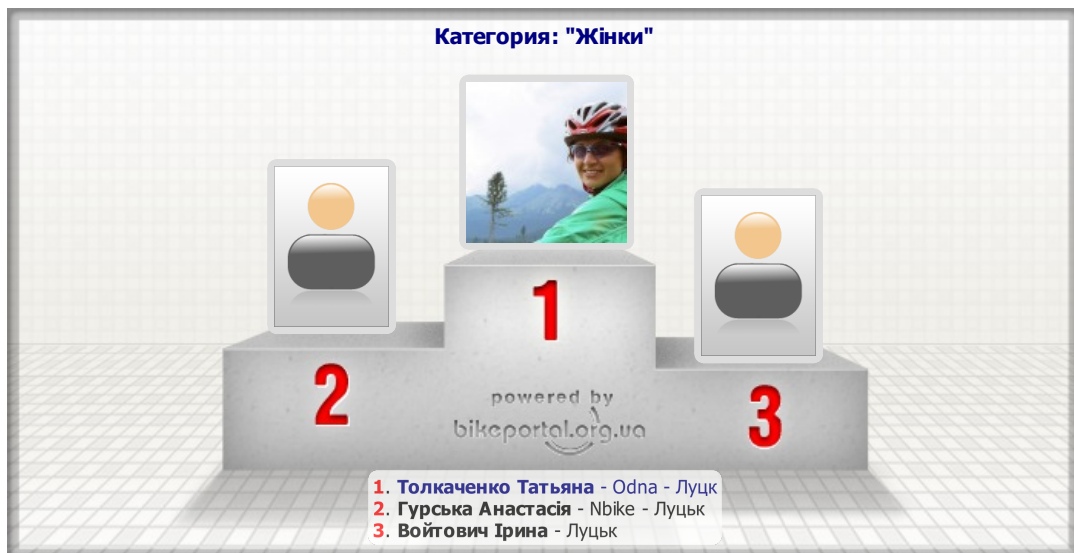 Категория: "Жінки"
1
2
3
powered by
bikeportal.org.ua
1. Толкаченко Татьяна - Odna - Луцк
2. Гурська Анастасія - Nbike - Луцьк
3. Войтович Ірина - Луцьк